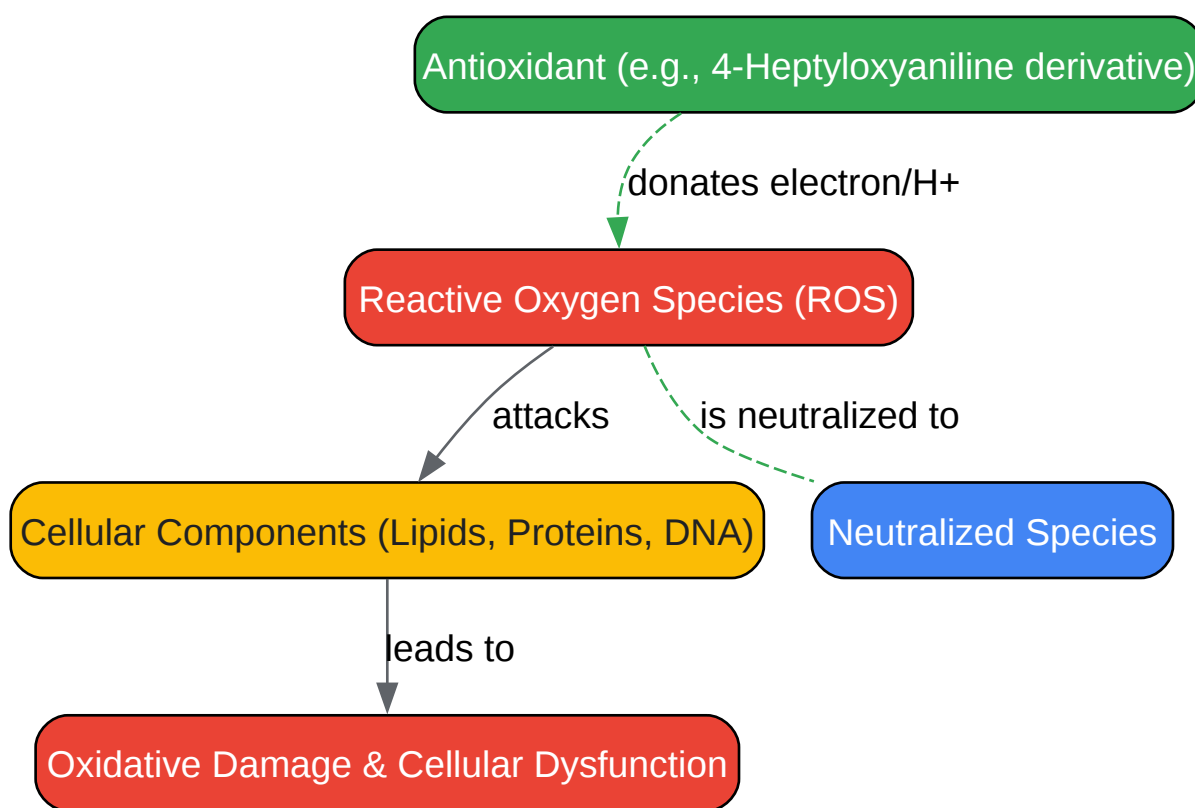 Antioxidant (e.g., 4-Heptyloxyaniline derivative)
donates electron/H+
Reactive Oxygen Species (ROS)
attacks
is neutralized to
Cellular Components (Lipids, Proteins, DNA)
Neutralized Species
leads to
Oxidative Damage & Cellular Dysfunction